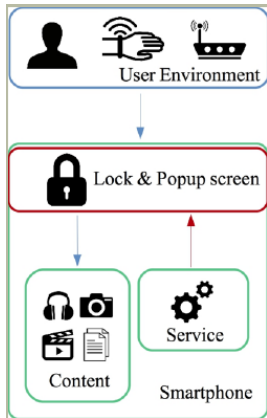 User Environment
Lock & Popup screen
Service
Content
Smartphone